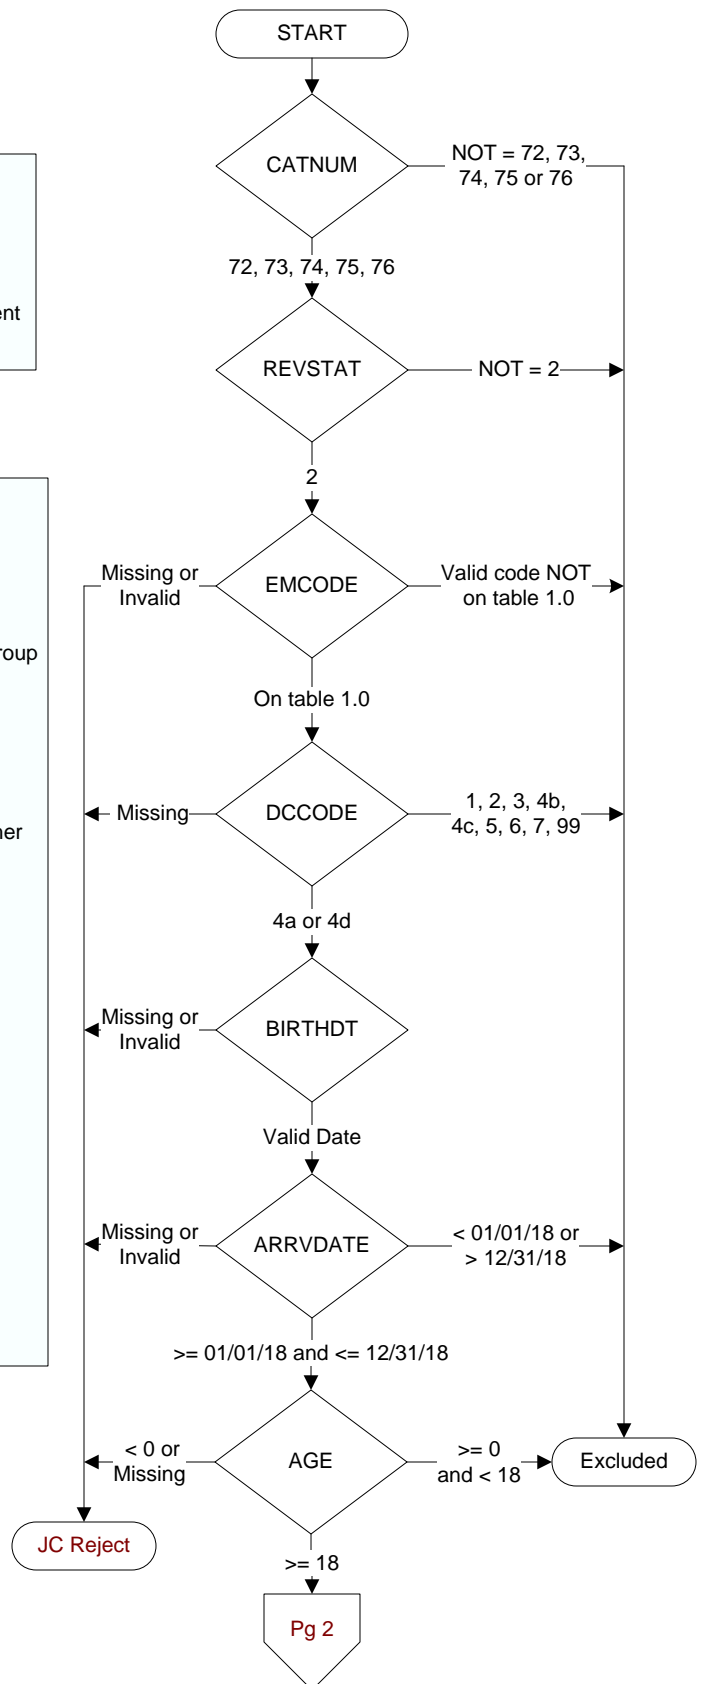 START
CATNUM
NOT = 72, 73,
74, 75 or 76
72, 73, 74, 75, 76
ent
REVSTAT
NOT = 2
2
Missing or
Invalid
EMCODE
Valid code NOT
on table 1.0
roup
On table 1.0
Missing
DCCODE
1, 2, 3, 4b,
4c, 5, 6, 7, 99
ner
4a or 4d
Missing or
Invalid
BIRTHDT
Valid Date
Missing or
Invalid
ARRVDATE
< 01/01/18 or
> 12/31/18
>= 01/01/18 and <= 12/31/18
< 0 or
Missing
AGE
>= 0
and < 18
Excluded
JC Reject
>= 18
Pg 2